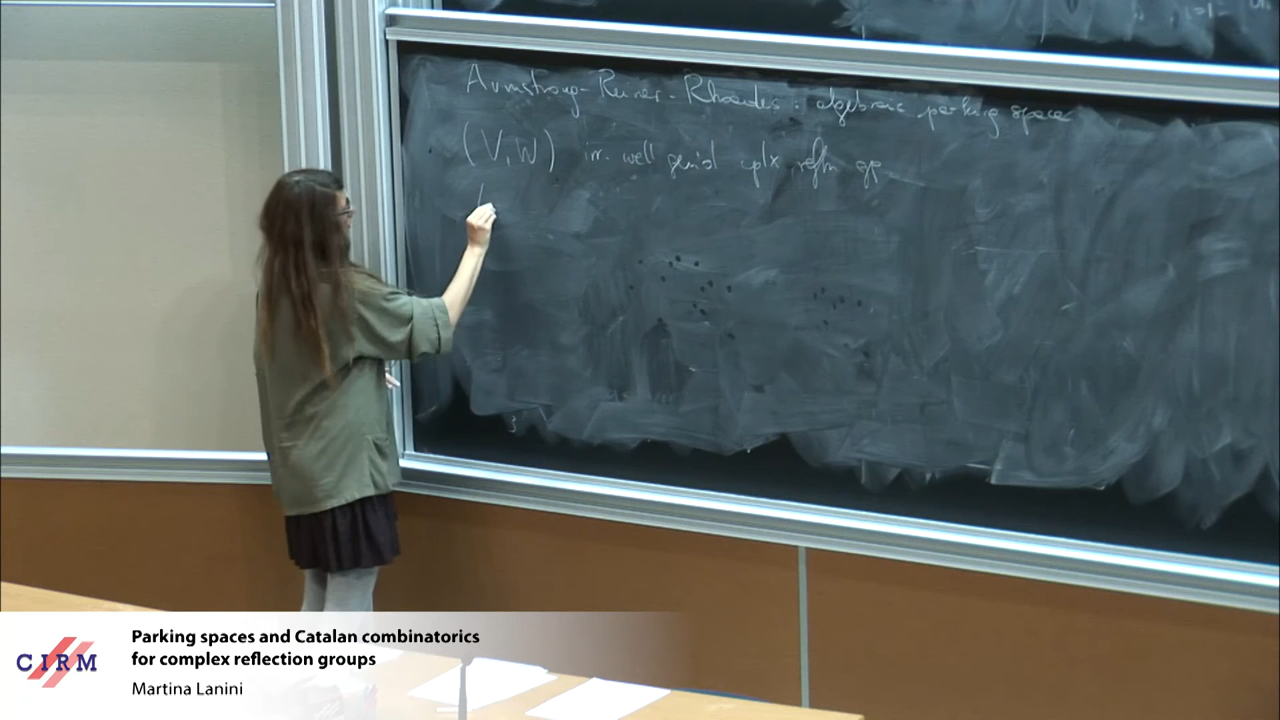 Armstrong - Reiner - Rhoades : algebraic parking space
(V, W) irr. well gen'd cplx refln gp
CIRM
Parking spaces and Catalan combinatorics
for complex reflection groups
Martina Lanini